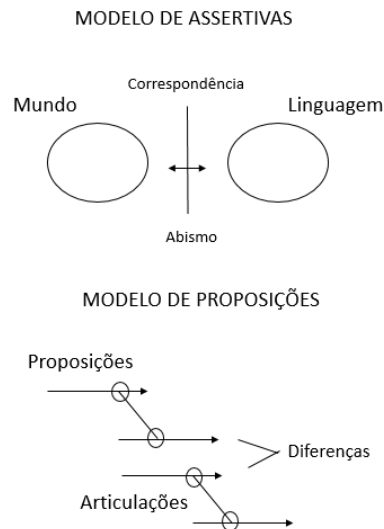 MODELO DE ASSERTIVAS
Correspondência
Mundo
Linguagem
Abismo
MODELO DE PROPOSIÇÕES
Proposições
Diferenças
Articulações